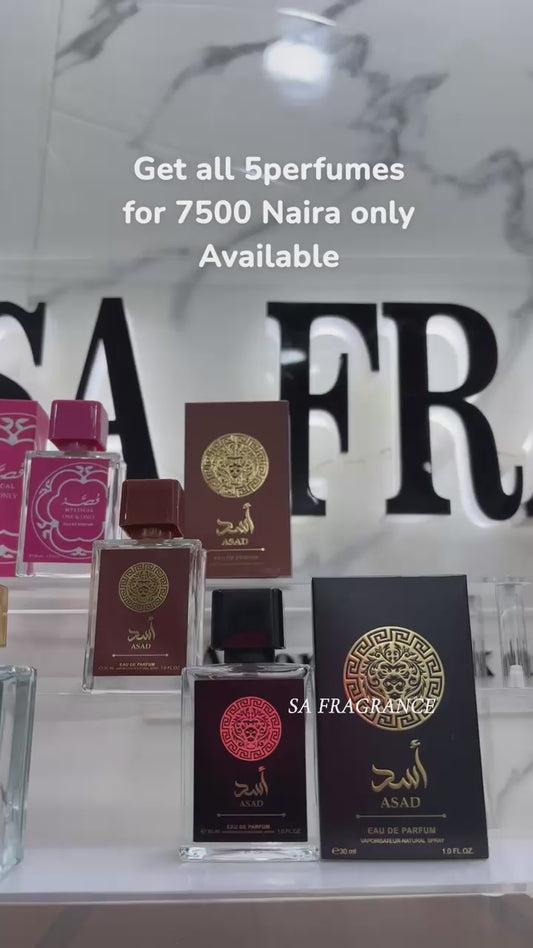 Get all 5perfumes
for 7500 Naira only
Available
SA FRA
أسد
ASAD
EAU DE PARFUM
أسد
ASAD
EAU DE PARFUM
SA FRAGRANCE
أسد
ASAD
EAU DE PARFUM
أسد
ASAD
EAU DE PARFUM
VAPORISATEUR-NATURAL SPRAY
℮30 ml 1.0 FL.OZ.